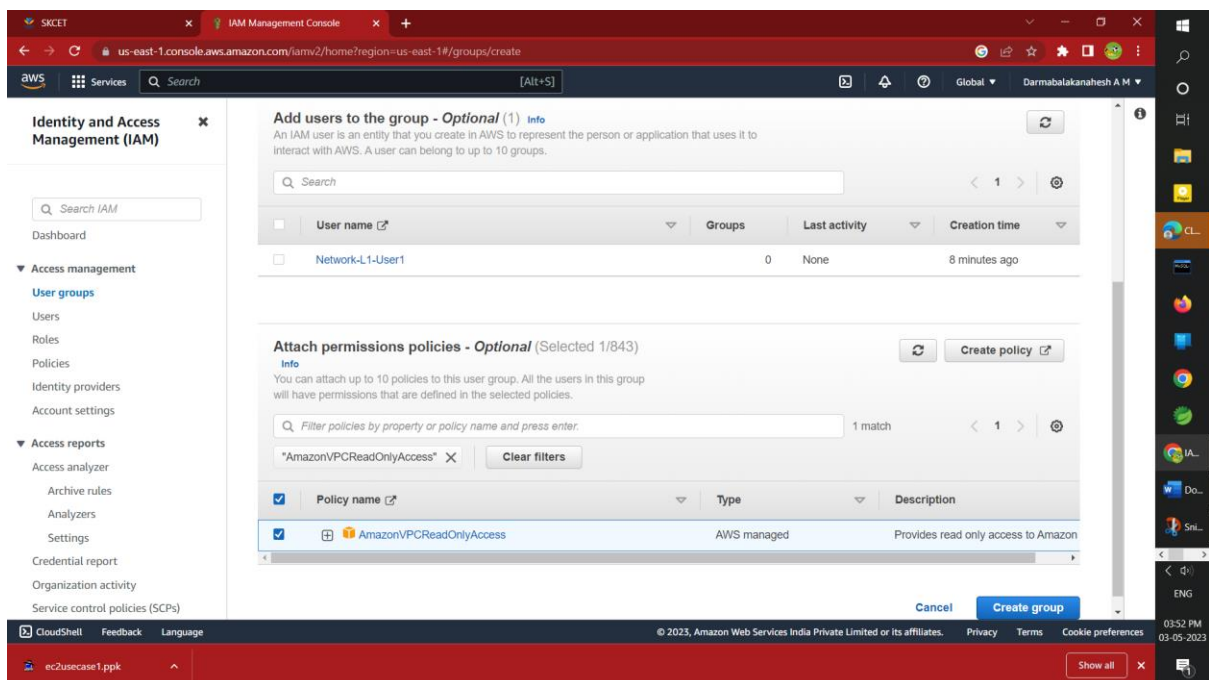 SKCET
IAM Management Console
us-east-1.console.aws.amazon.com/iamv2/home?region=us-east-1#/groups/create
aws
Services
Search
[Alt+S]
Global
Darmabalakanahesh A M
Identity and Access
Management (IAM)
Search IAM
Dashboard
Access management
User groups
Users
Roles
Policies
Identity providers
Account settings
Access reports
Access analyzer
Archive rules
Analyzers
Settings
Credential report
Organization activity
Service control policies (SCPs)
Add users to the group - Optional (1) Info
An IAM user is an entity that you create in AWS to represent the person or application that uses it to
interact with AWS. A user can belong to up to 10 groups.
Search
1
User name Groups Last activity Creation time
Network-L1-User1 0 None 8 minutes ago
Attach permissions policies - Optional (Selected 1/843)
Info
Create policy
You can attach up to 10 policies to this user group. All the users in this group
will have permissions that are defined in the selected policies.
Filter policies by property or policy name and press enter.
1 match
1
"AmazonVPCReadOnlyAccess"
Clear filters
Policy name Type Description
AmazonVPCReadOnlyAccess AWS managed Provides read only access to Amazon
Cancel
Create group
CloudShell Feedback Language
© 2023, Amazon Web Services India Private Limited or its affiliates. Privacy Terms Cookie preferences
ec2usecase1.ppk
Show all
CL...
IA...
Do...
Sni...
ENG
03:52 PM
03-05-2023